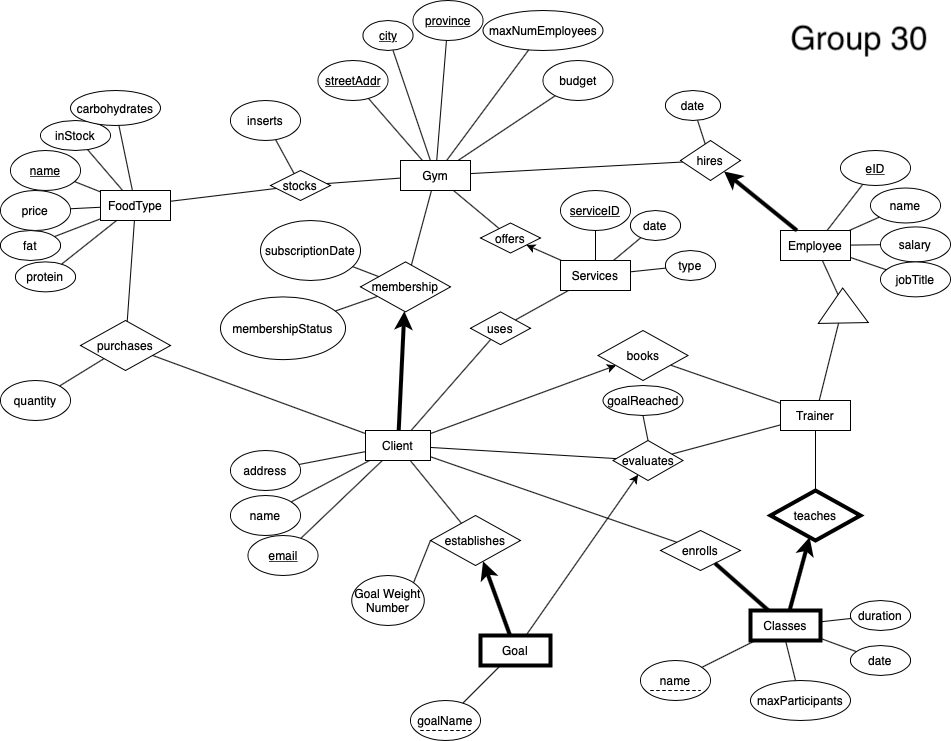 Group 30
province
city
maxNumEmployees
streetAddr
budget
carbohydrates
date
inserts
inStock
hires
name
eID
stocks
Gym
price
FoodType
serviceID
name
date
fat
offers
Employee
salary
subscriptionDate
protein
Services
type
jobTitle
membership
membershipStatus
uses
purchases
books
quantity
goalReached
Trainer
Client
address
evaluates
name
teaches
email
establishes
enrolls
Goal Weight
Number
duration
Classes
Goal
date
name
maxParticipants
goalName